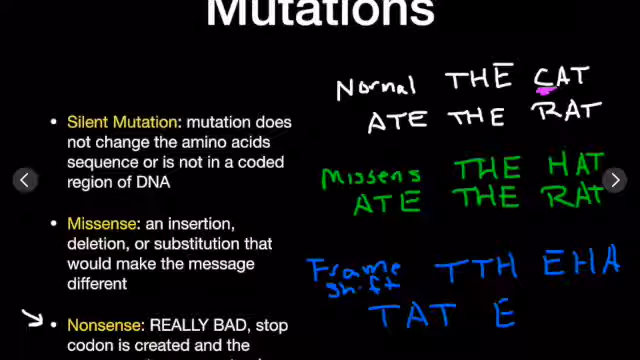 Mutations
Silent Mutation: mutation does
not change the amino acids
sequence or is not in a coded
region of DNA
Missense: an insertion,
deletion, or substitution that
would make the message
different
Nonsense: REALLY BAD, stop
codon is created and the
Normal THE CAT
ATE THE RAT
Missens THE HAT
ATE THE RAT
Frame shift TTH EHA
TAT E